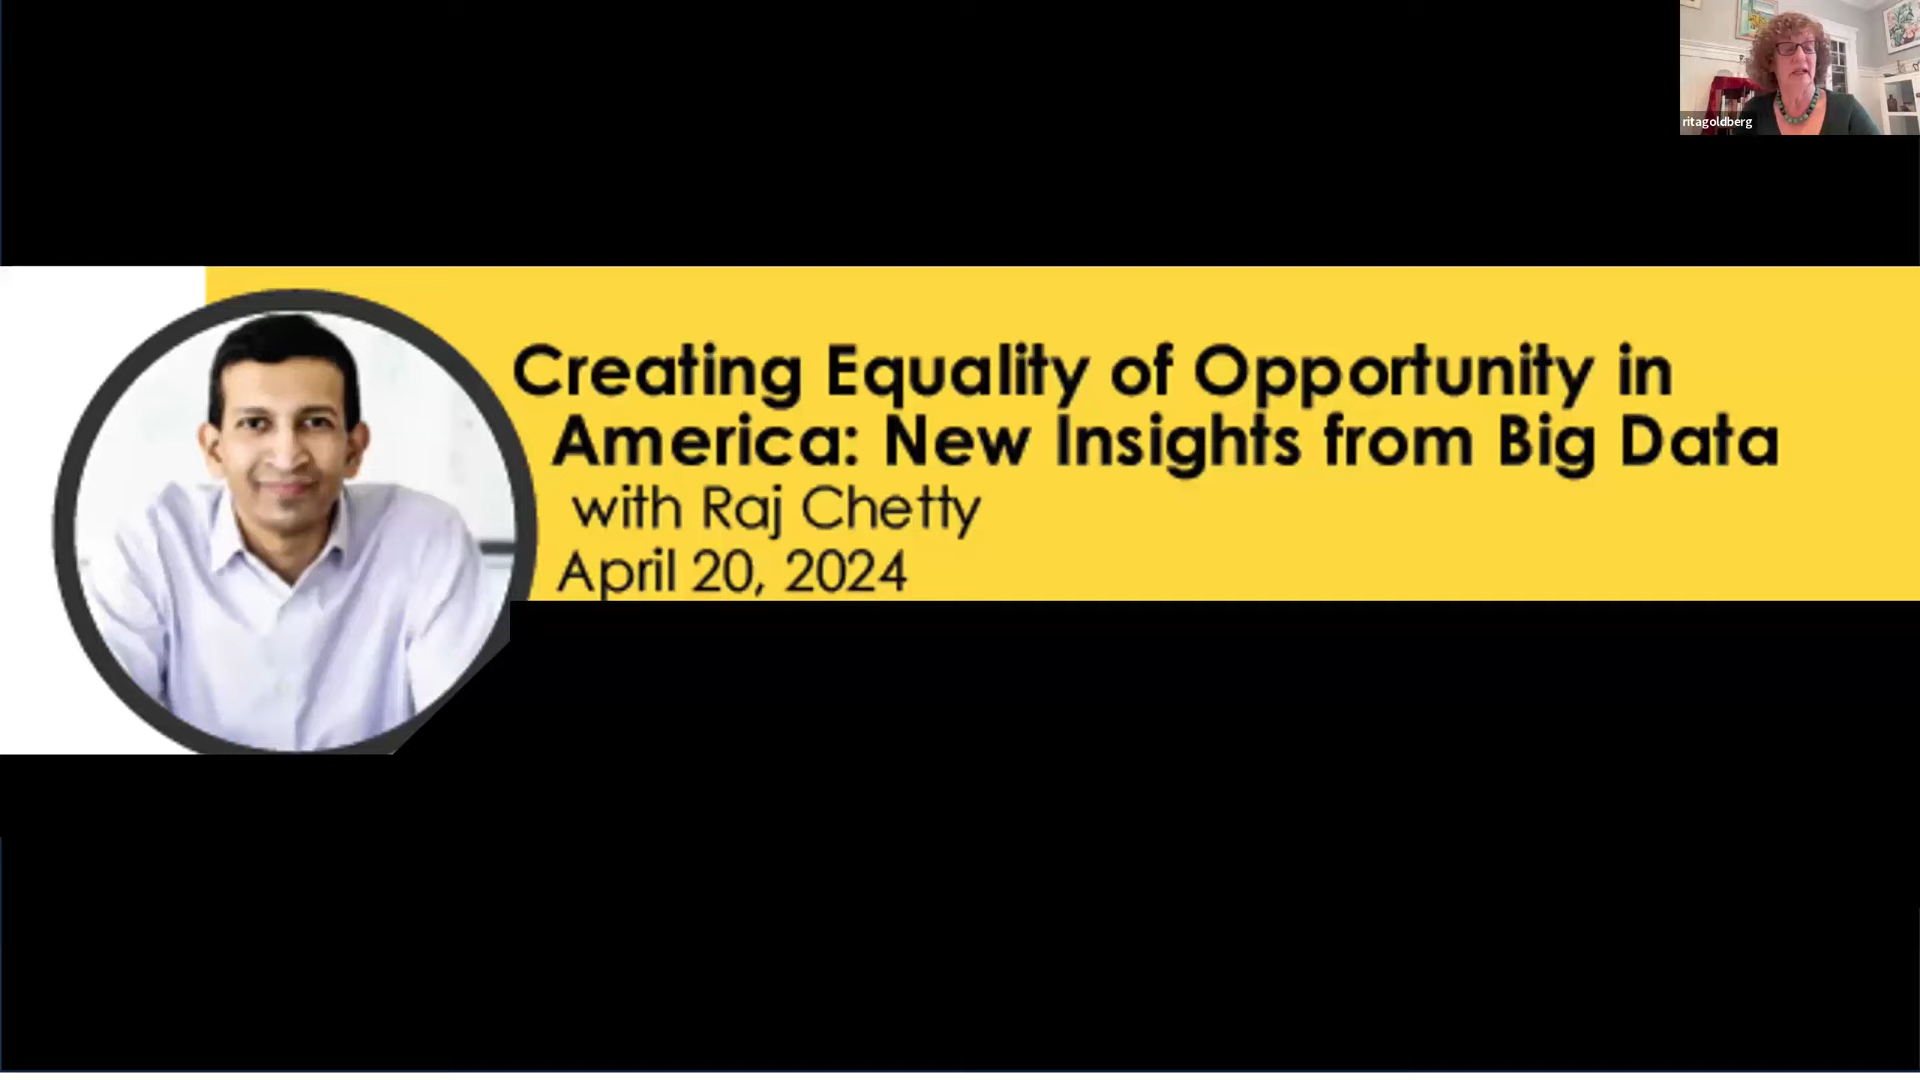 ritagoldberg
Creating Equality of Opportunity in
America: New Insights from Big Data
with Raj Chetty
April 20, 2024